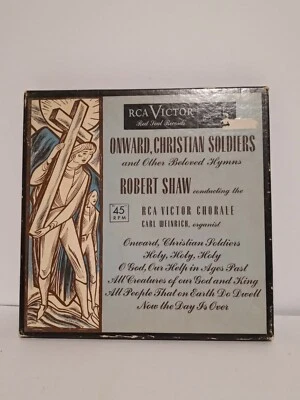 RCA VICTOR
Red Seal Records
ONWARD, CHRISTIAN SOLDIERS
and Other Beloved Hymns
ROBERT SHAW conducting the
45
RPM
RCA VICTOR CHORALE
CARL WEINRICH, organist
Onward, Christian Soldiers
Holy, Holy, Holy
O God, Our Help in Ages Past
All Creatures of our God and King
All People That on Earth Do Dwell
Now the Day Is Over